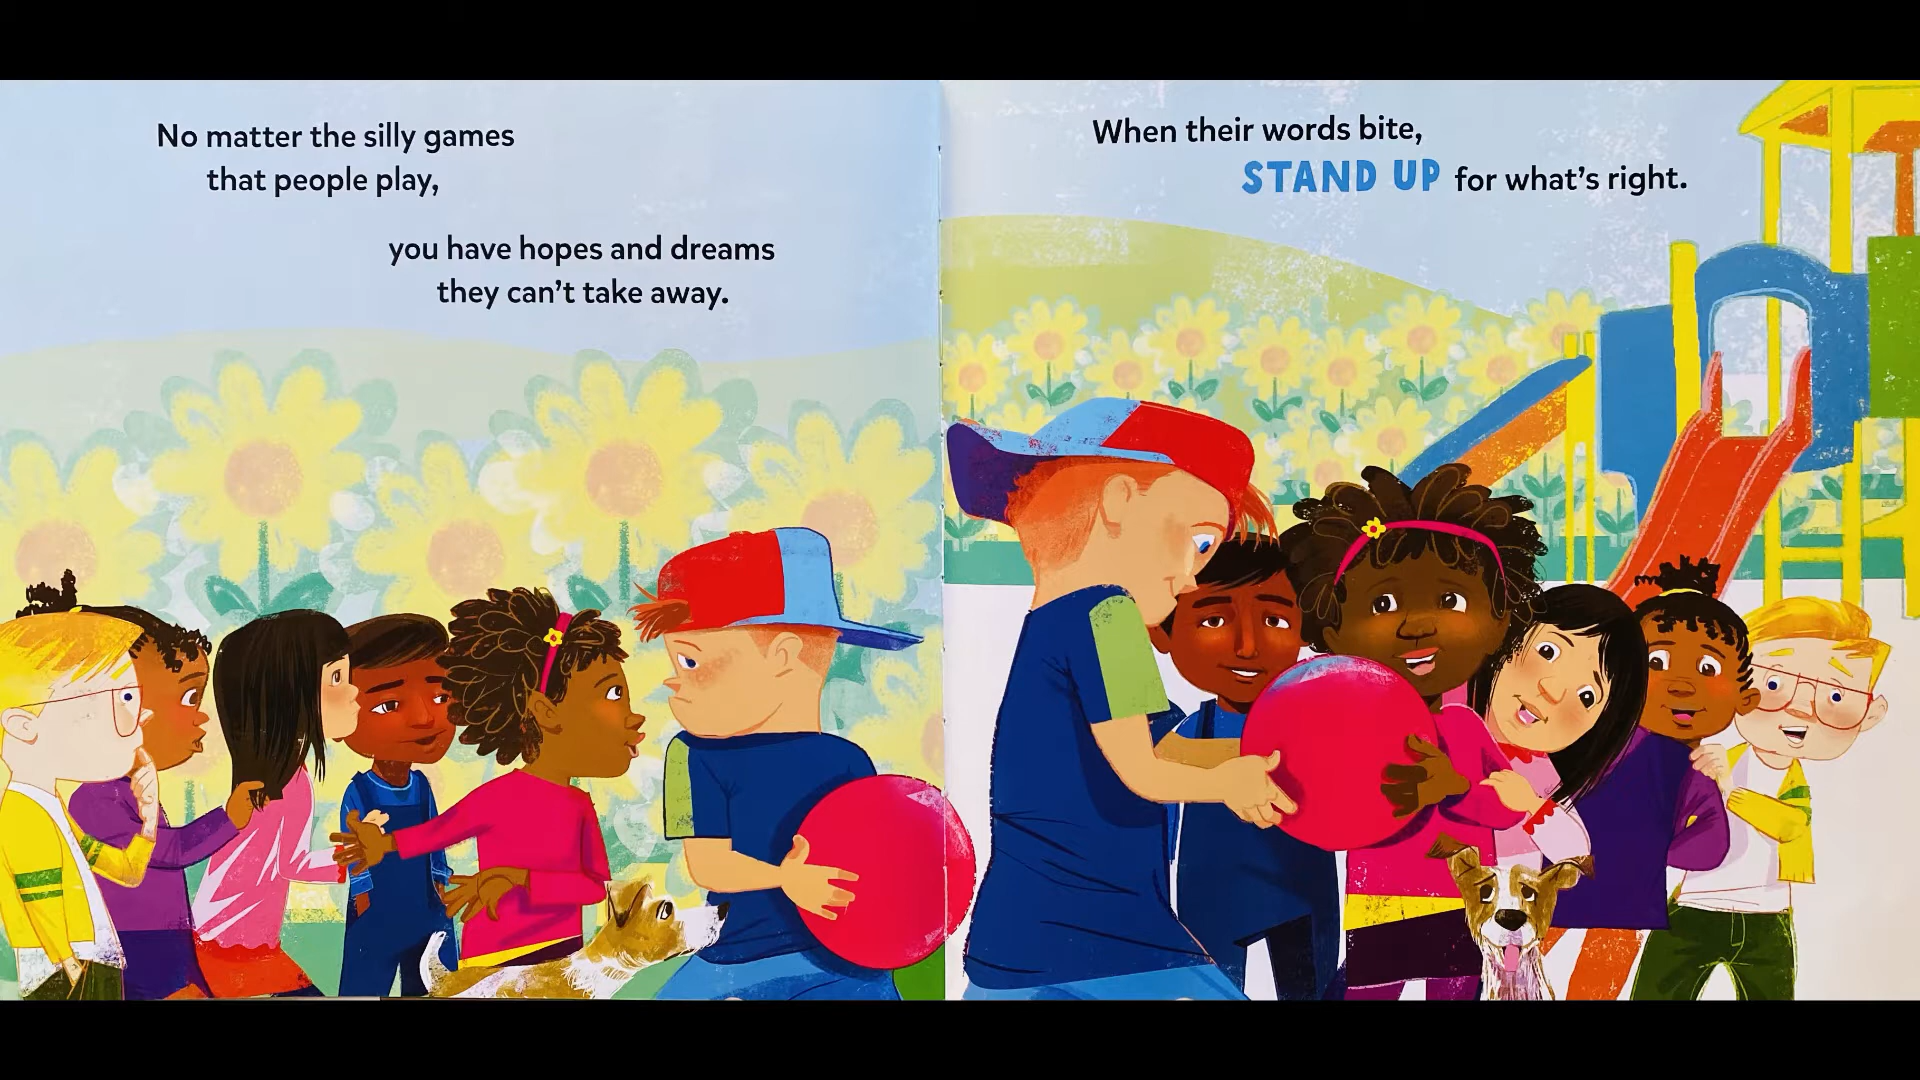 No matter the silly games
that people play,
you have hopes and dreams
they can't take away.
When their words bite,
STAND UP for what's right.